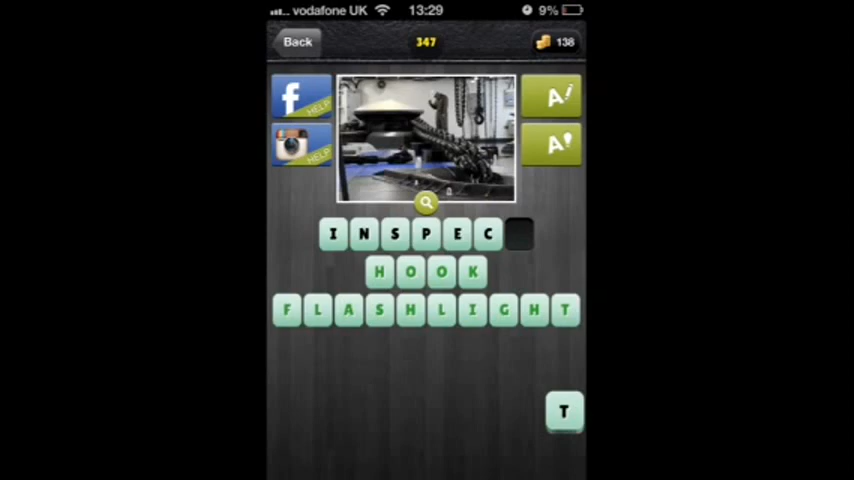 vodafone UK 13:29 9%
Back 347 138
HELP
A
HELP
A
INSPEC
HOOK
FLASHLIGHT
T